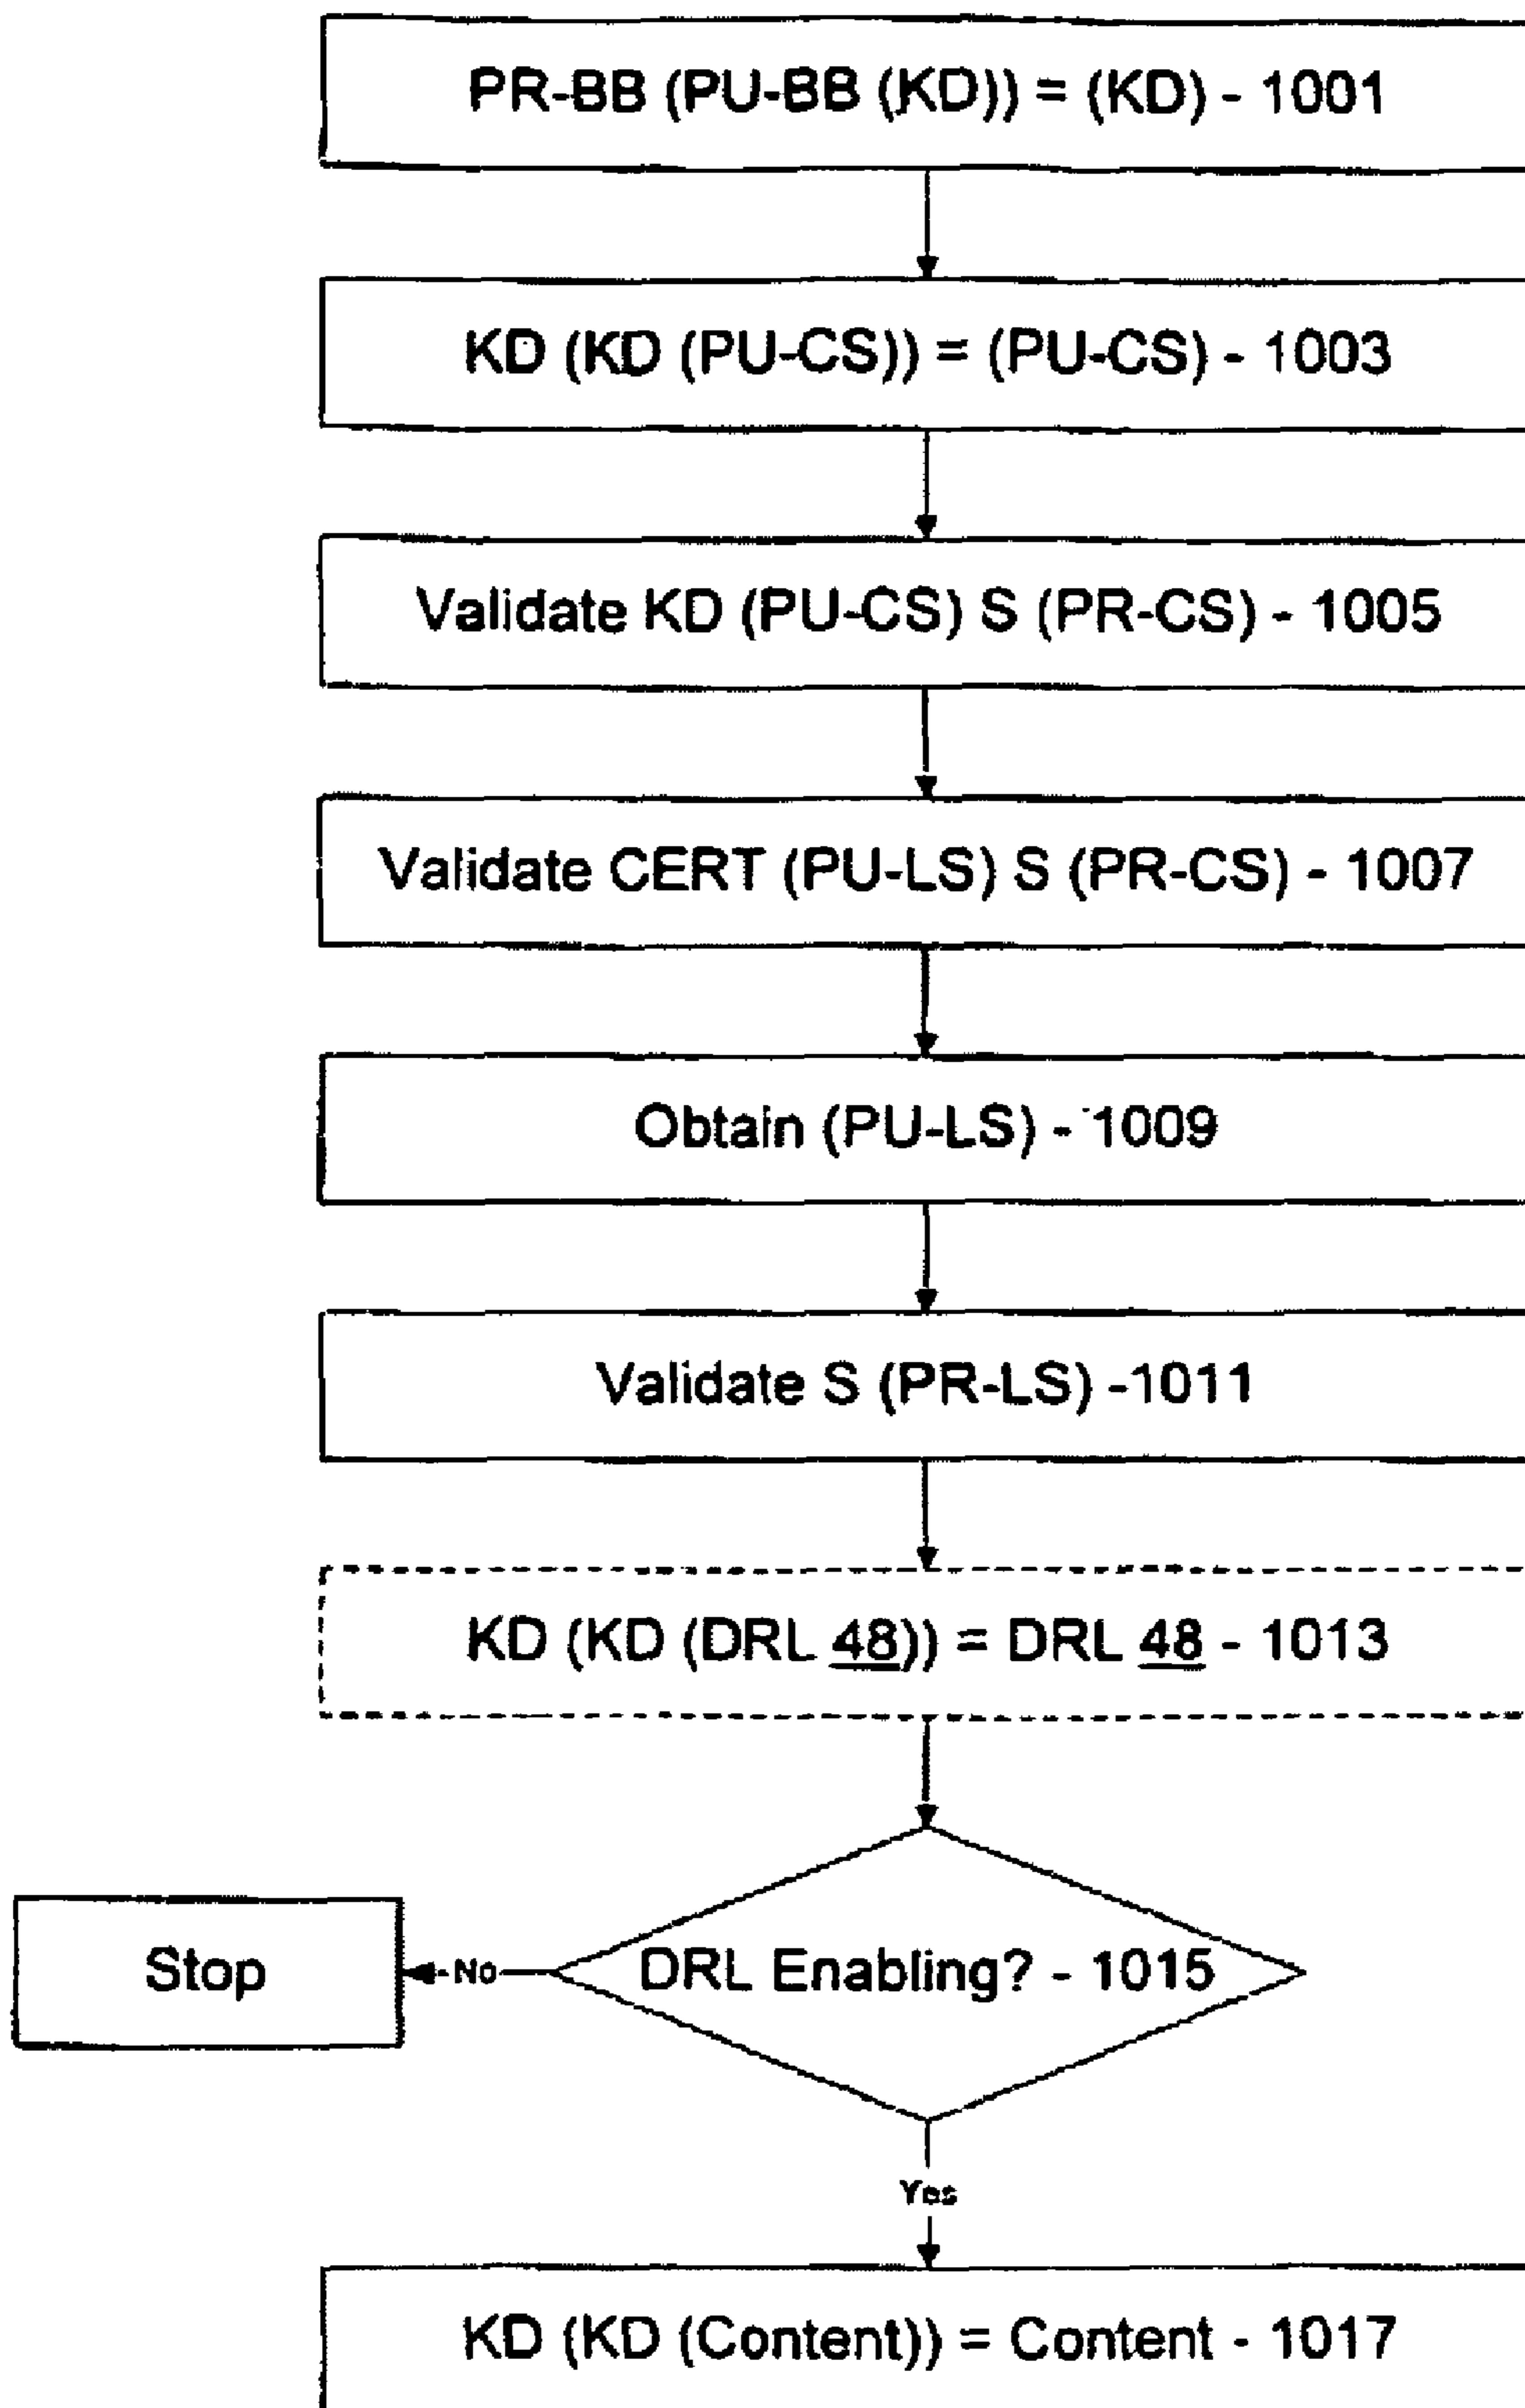 PR-BB (PU-BB (KD)) = (KD) - 1001
KD (KD (PU-CS)) = (PU-CS) - 1003
Validate KD (PU-CS) S (PR-CS) - 1005
Validate CERT (PU-LS) S (PR-CS) - 1007
Obtain (PU-LS) - 1009
Validate S (PR-LS) -1011
KD (KD (DRL 48)) = DRL 48 - 1013
DRL Enabling? - 1015
No
Stop
Yes
KD (KD (Content)) = Content - 1017